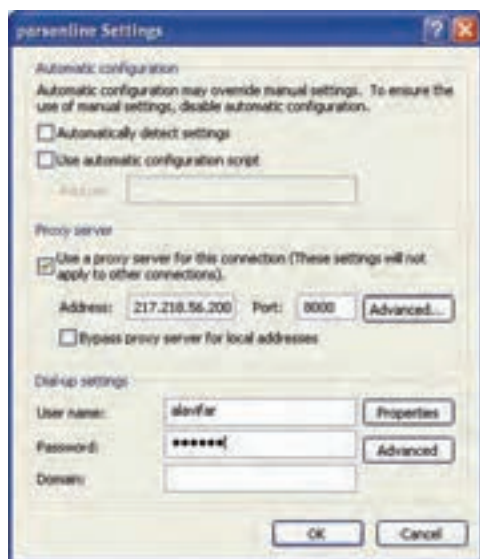 parsonline Settings
Automatic configuration
Automatic configuration may override manual settings. To ensure the
use of manual settings, disable automatic configuration.
Automatically detect settings
Use automatic configuration script
Address
Proxy server
Use a proxy server for this connection (These settings will not
apply to other connections).
Address: 217.218.56.200 Port: 8000 Advanced...
Bypass proxy server for local addresses
Dial-up settings
User name: alavifar Properties
Password: ●●●●●● Advanced
Domain:
OK Cancel